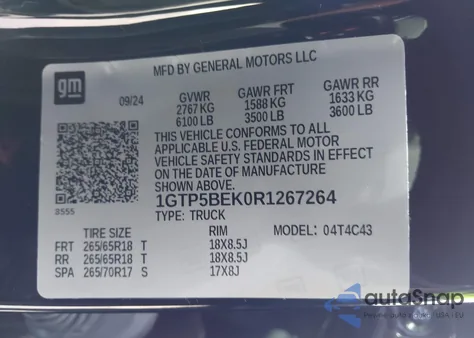 MFD BY GENERAL MOTORS LLC
gm
09/24
GVWR GAWR FRT GAWR RR
2767 KG 1588 KG 1633 KG
6100 LB 3500 LB 3600 LB
THIS VEHICLE CONFORMS TO ALL
APPLICABLE U.S. FEDERAL MOTOR
VEHICLE SAFETY STANDARDS IN EFFECT
ON THE DATE OF MANUFACTURE
SHOWN ABOVE.
8555
1GTP5BEK0R1267264
TYPE: TRUCK
TIRE SIZE RIM MODEL: 04T4C43
FRT 265/65R18 T 18X8.5J
RR 265/65R18 T 18X8.5J
SPA 265/70R17 S 17X8J
autoSnap